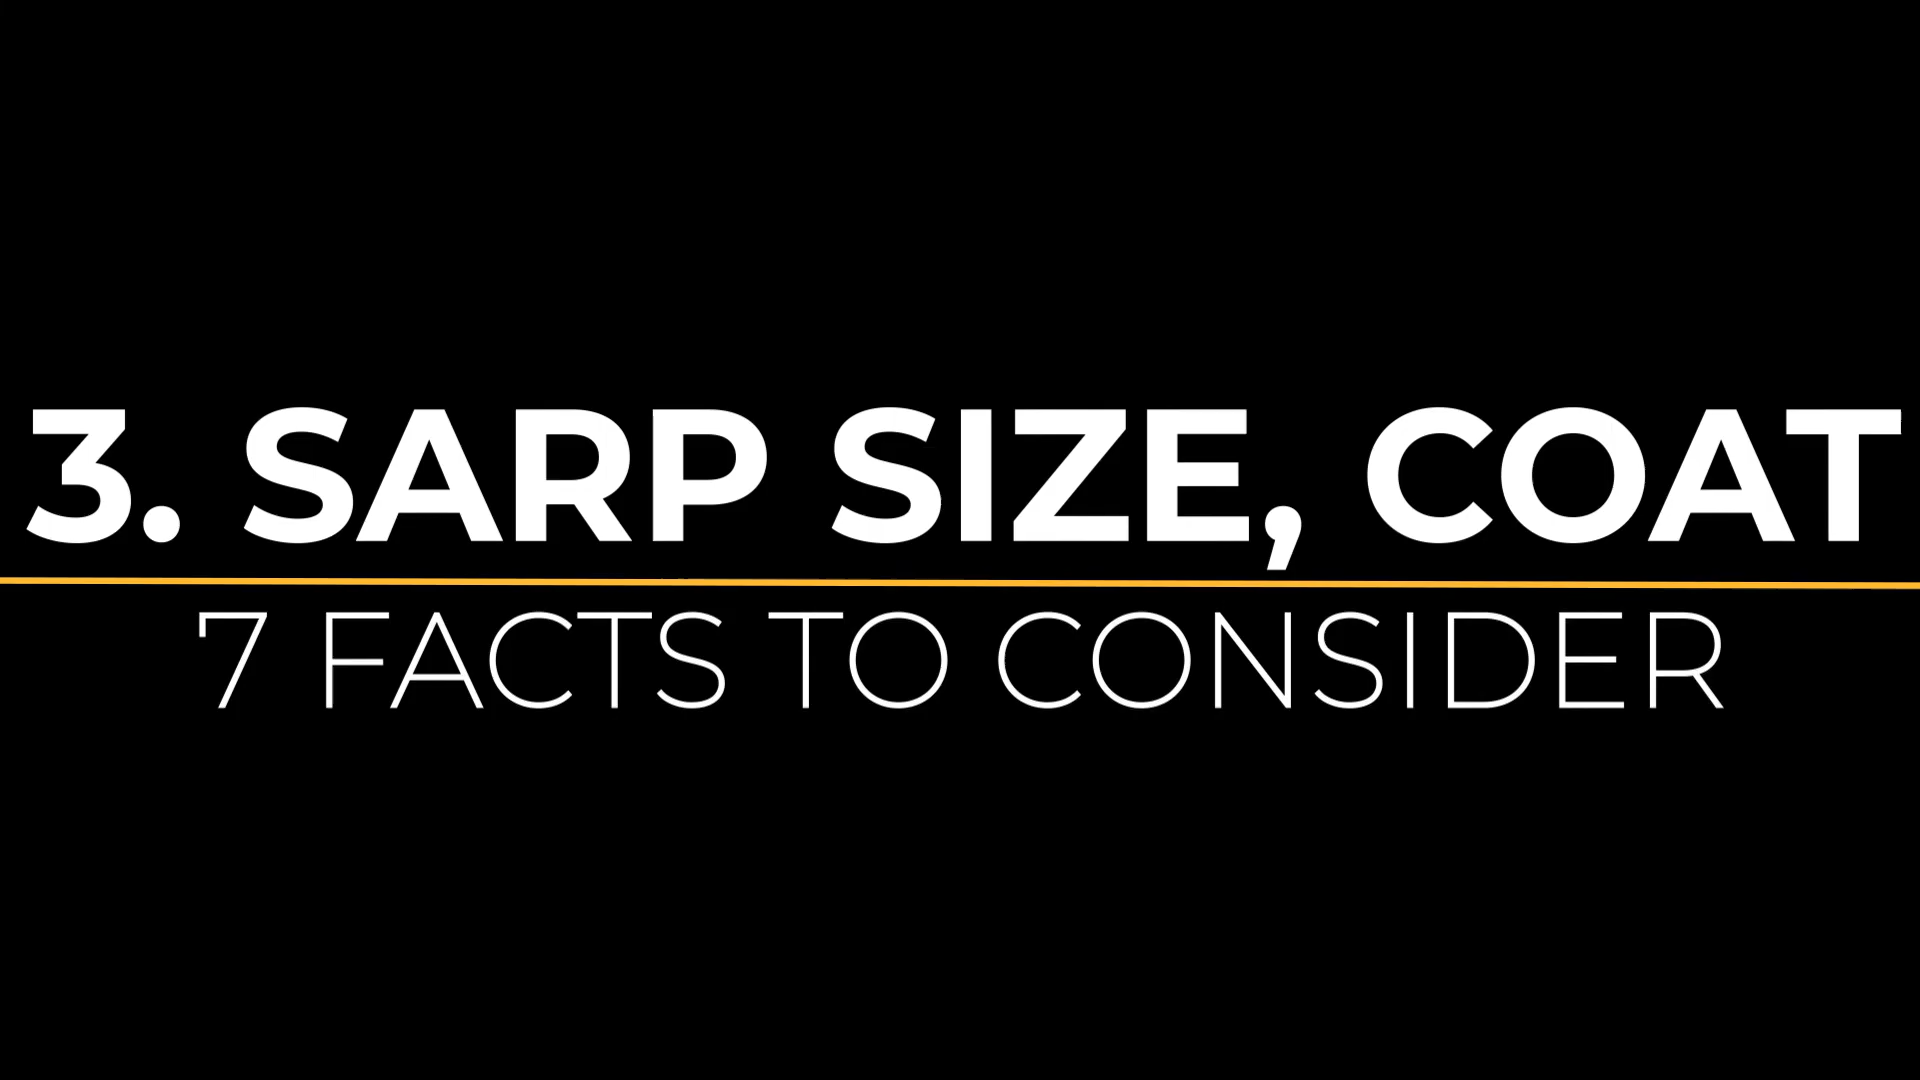 3. SARP SIZE, COAT
7 FACTS TO CONSIDER